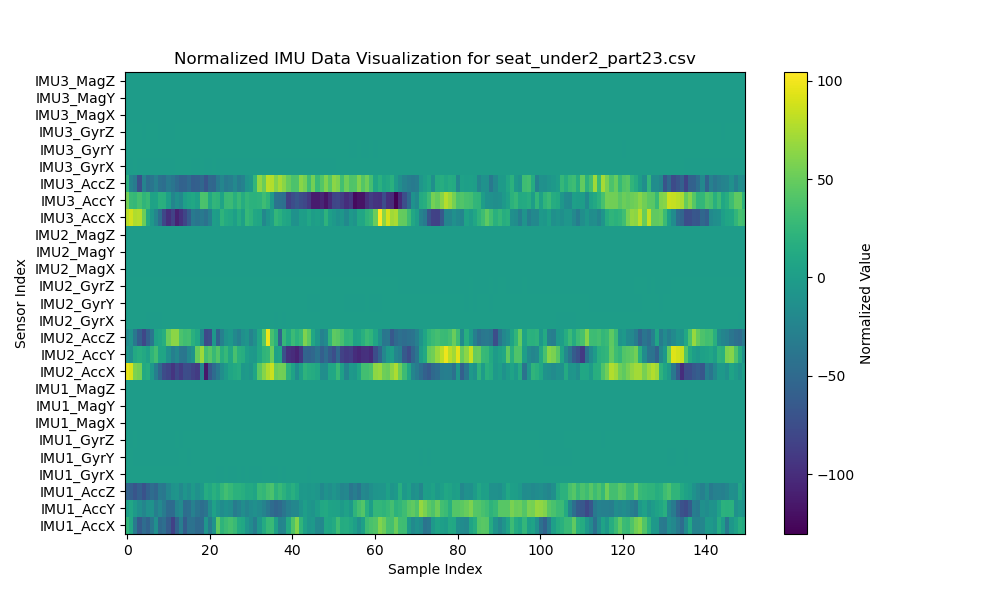 Normalized IMU Data Visualization for seat_under2_part23.csv
IMU3_MagZ
IMU3_MagY
IMU3_MagX
IMU3_GyrZ
IMU3_GyrY
IMU3_GyrX
IMU3_AccZ
IMU3_AccY
IMU3_AccX
IMU2_MagZ
IMU2_MagY
IMU2_MagX
IMU2_GyrZ
IMU2_GyrY
IMU2_GyrX
IMU2_AccZ
IMU2_AccY
IMU2_AccX
IMU1_MagZ
IMU1_MagY
IMU1_MagX
IMU1_GyrZ
IMU1_GyrY
IMU1_GyrX
IMU1_AccZ
IMU1_AccY
IMU1_AccX
Sensor Index
0 20 40 60 80 100 120 140
Sample Index
100
50
0
−50
−100
Normalized Value